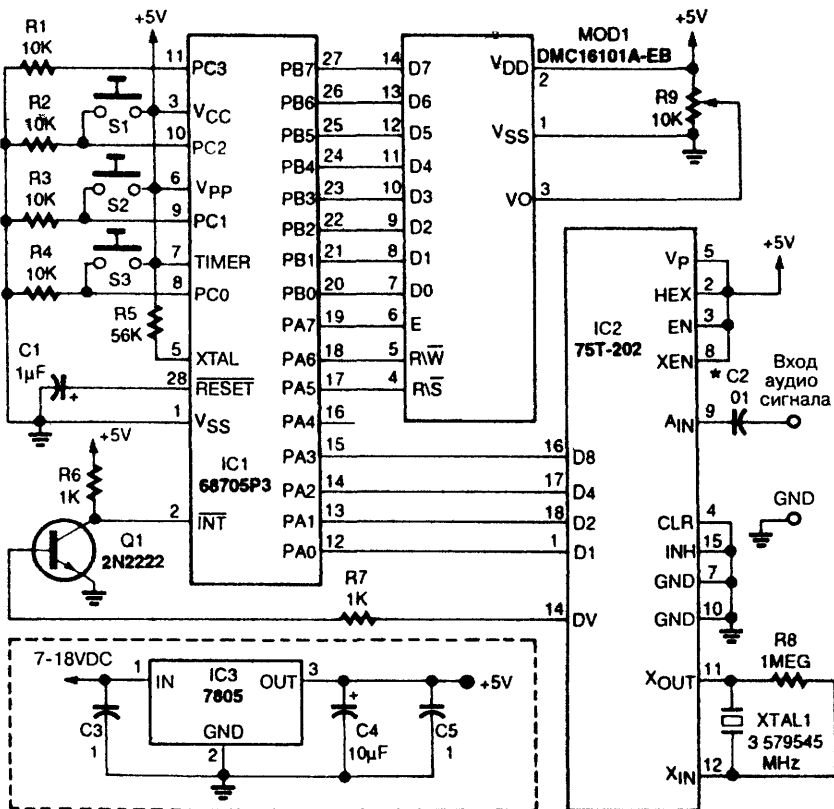 R1
10K
R2
10K
R3
10K
R4
10K
+5V
S1
S2
S3
R5
56K
C1
1μF
+
11 PC3
3 VCC
10 PC2
6 VPP
9 PC1
7 TIMER
8 PC0
5 XTAL
28 RESET
1 VSS
2 INT
IC1
68705P3
PB7 27
PB6 26
PB5 25
PB4 24
PB3 23
PB2 22
PB1 21
PB0 20
PA7 19
PA6 18
PA5 17
PA4 16
PA3 15
PA2 14
PA1 13
PA0 12
+5V
R6
1K
Q1
2N2222
R7
1K
MOD1
DMC16101A-EB
14 D7
13 D6
12 D5
11 D4
10 D3
9 D2
8 D1
7 D0
6 E
5 R\W
4 R\S
VDD 2
VSS 1
VO 3
+5V
R9
10K
IC2
75T-202
16 D8
17 D4
18 D2
1 D1
14 DV
VP 5
HEX 2
EN 3
XEN 8
AIN 9
CLR 4
INH 15
GND 7
GND 10
XOUT 11
XIN 12
+5V
* C2
01
Вход
аудио
сигнала
GND
R8
1MEG
XTAL1
3 579545
MHz
7-18VDC
1 IN
IC3
7805
OUT 3
GND
2
+5V
C3
1
+
C4
10μF
C5
1